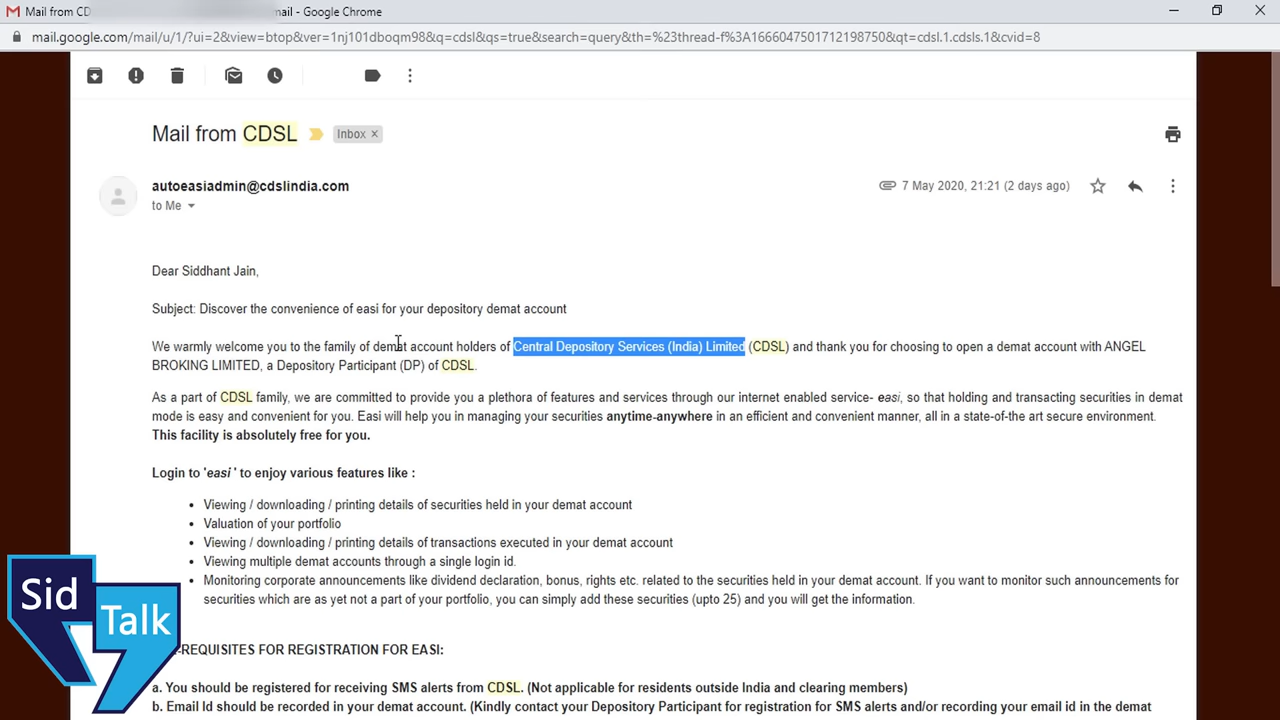 Mail from CD
mail - Google Chrome
mail.google.com/mail/u/1/?ui=2&view=btop&ver=1nj101dboqm98&q=cdsl&qs=true&search=query&th=%23thread-f%3A1666047501712198750&qt=cdsl.1.cdsls.1&cvid=8
Mail from CDSL
Inbox ×
autoeasiadmin@cdslindia.com
7 May 2020, 21:21 (2 days ago)
to Me
Dear Siddhant Jain,
Subject: Discover the convenience of easi for your depository demat account
We warmly welcome you to the family of demat account holders of Central Depository Services (India) Limited (CDSL) and thank you for choosing to open a demat account with ANGEL
BROKING LIMITED, a Depository Participant (DP) of CDSL.
As a part of CDSL family, we are committed to provide you a plethora of features and services through our internet enabled service- easi, so that holding and transacting securities in demat
mode is easy and convenient for you. Easi will help you in managing your securities anytime-anywhere in an efficient and convenient manner, all in a state-of-the art secure environment.
This facility is absolutely free for you.
Login to 'easi ' to enjoy various features like :
• Viewing / downloading / printing details of securities held in your demat account
• Valuation of your portfolio
• Viewing / downloading / printing details of transactions executed in your demat account
• Viewing multiple demat accounts through a single login id.
• Monitoring corporate announcements like dividend declaration, bonus, rights etc. related to the securities held in your demat account. If you want to monitor such announcements for
securities which are as yet not a part of your portfolio, you can simply add these securities (upto 25) and you will get the information.
-REQUISITES FOR REGISTRATION FOR EASI:
a. You should be registered for receiving SMS alerts from CDSL. (Not applicable for residents outside India and clearing members)
b. Email Id should be recorded in your demat account. (Kindly contact your Depository Participant for registration for SMS alerts and/or recording your email id in the demat
Sid
Talk